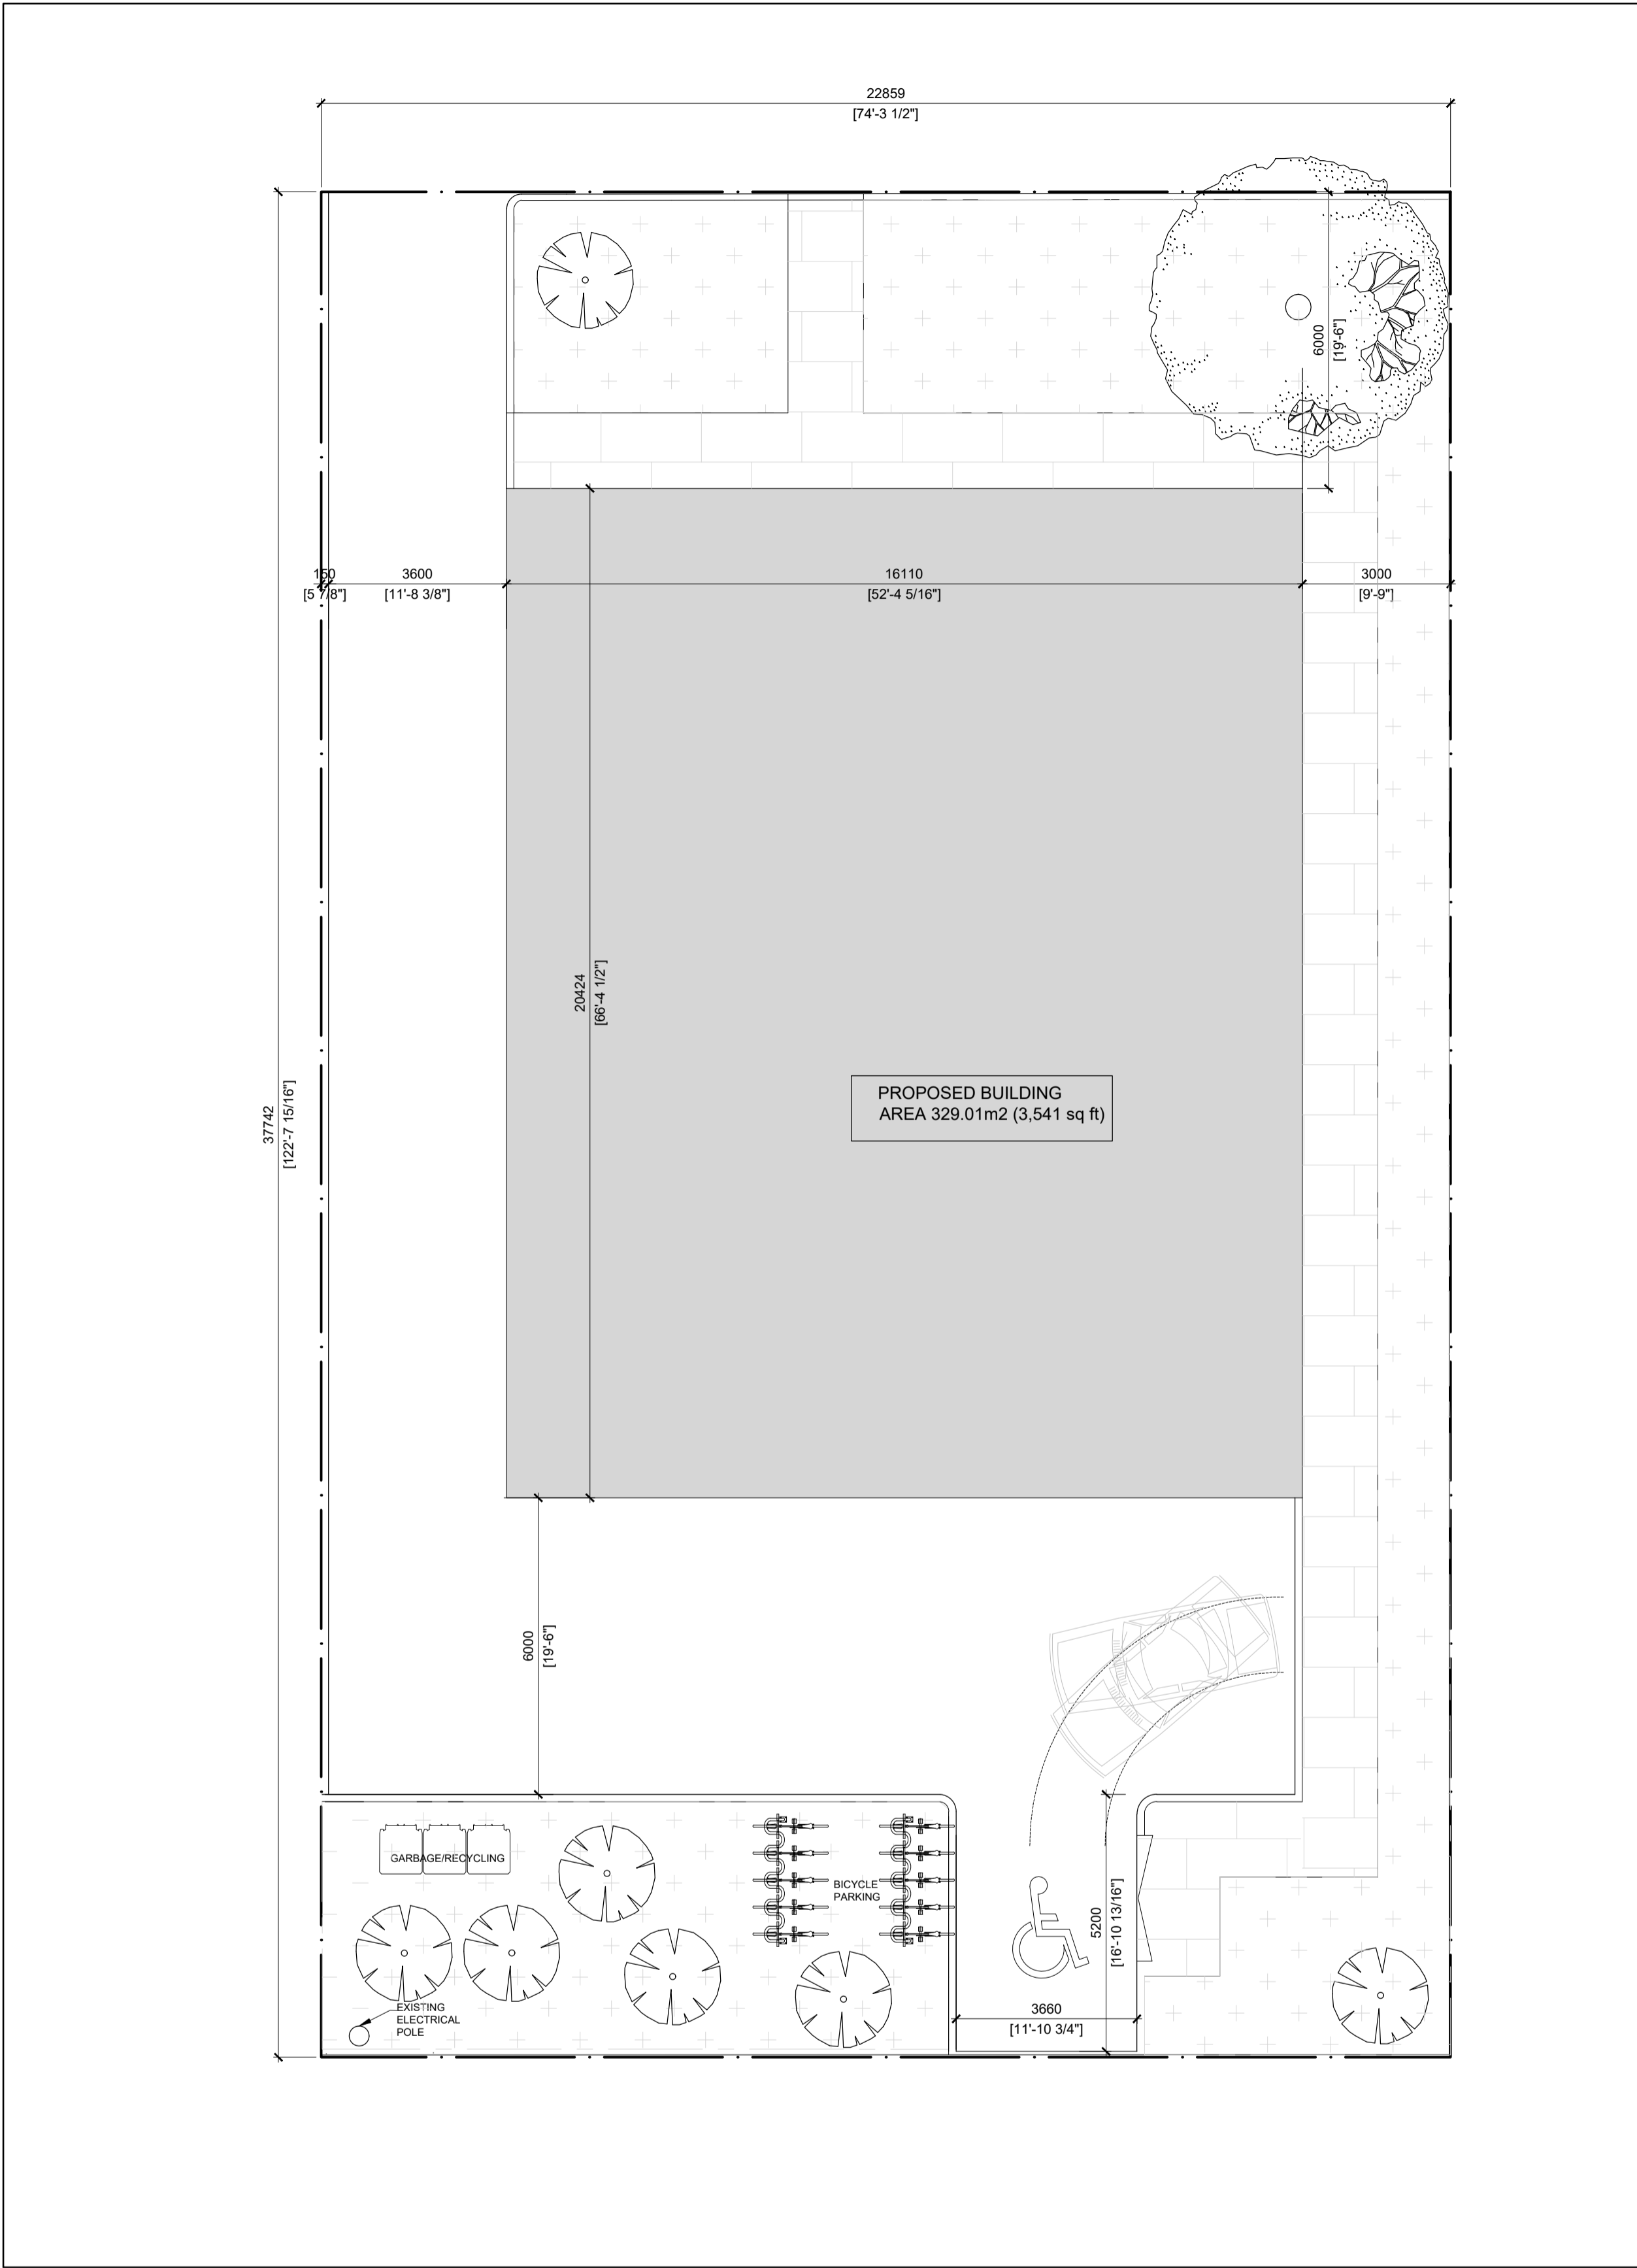 22859
[74'-3 1/2"]
6000
[19'-6"]
150
[5 7/8"]
3600
[11'-8 3/8"]
16110
[52'-4 5/16"]
3000
[9'-9"]
20424
[66'-4 1/2"]
37742
[122'-7 15/16"]
PROPOSED BUILDING
AREA 329.01m2 (3,541 sq ft)
6000
[19'-6"]
GARBAGE/RECYCLING
BICYCLE
PARKING
5200
[16'-10 13/16"]
3660
[11'-10 3/4"]
EXISTING
ELECTRICAL
POLE